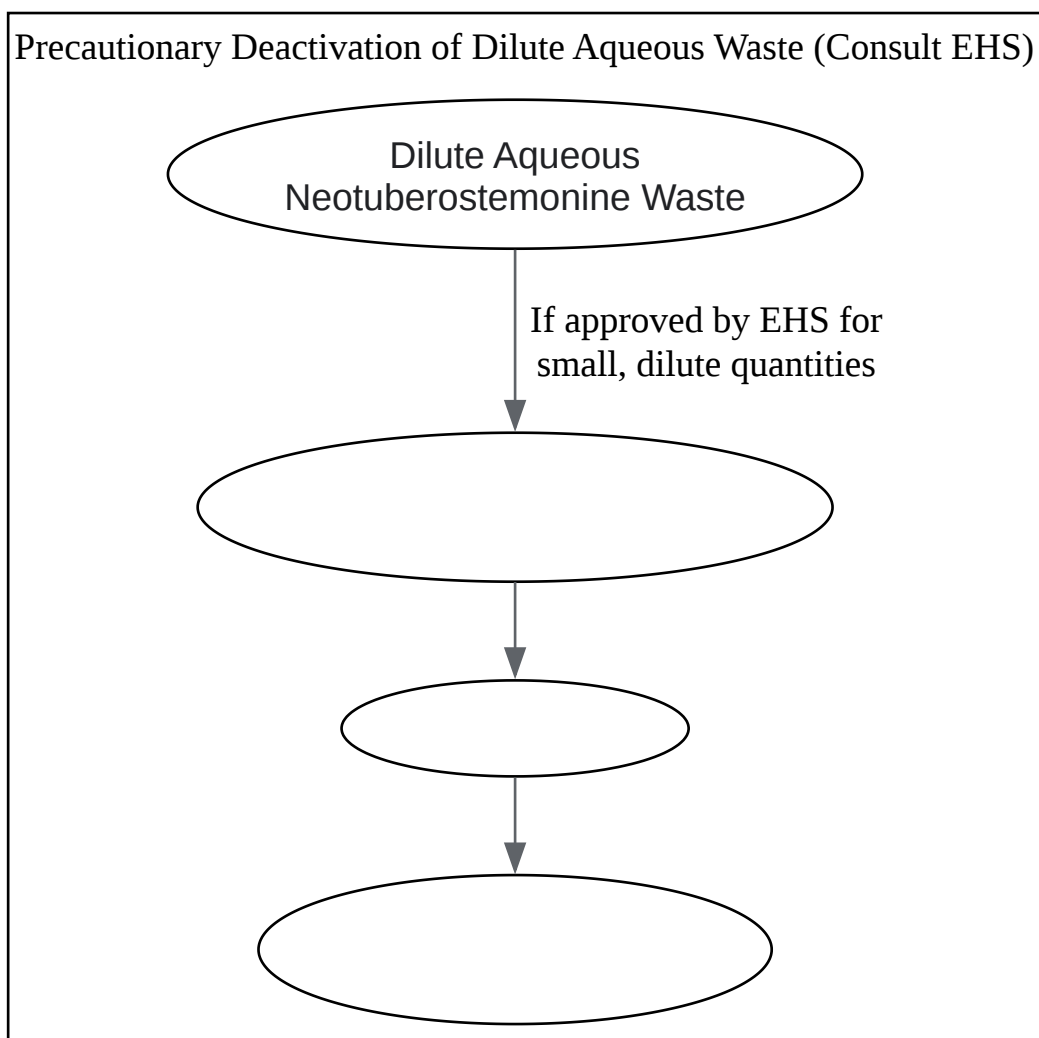 Precautionary Deactivation of Dilute Aqueous Waste (Consult EHS)
Dilute Aqueous
Neotuberostemonine Waste
If approved by EHS for
small, dilute quantities